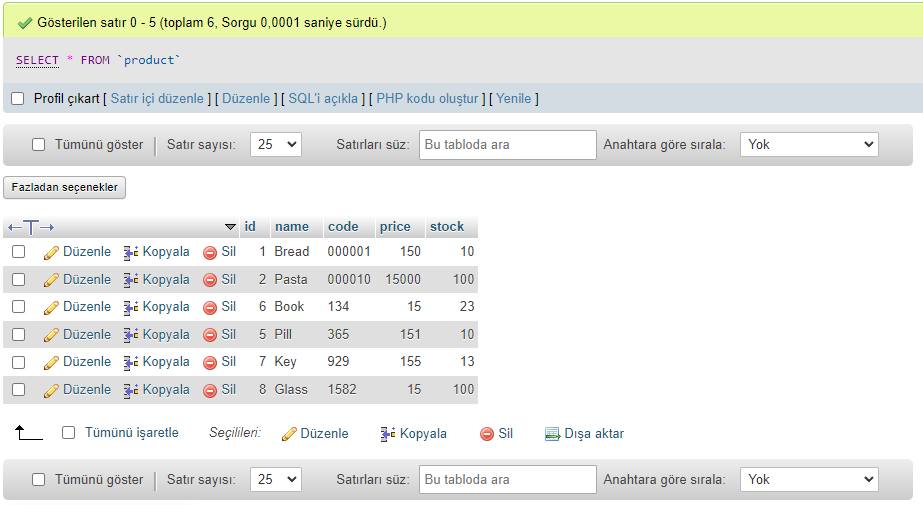 Gösterilen satır 0 - 5 (toplam 6, Sorgu 0,0001 saniye sürdü.)
SELECT * FROM `product`
Profil çıkart [ Satır içi düzenle ] [ Düzenle ] [ SQL'i açıkla ] [ PHP kodu oluştur ] [ Yenile ]
Tümünü göster Satır sayısı: 25 Satırları süz: Bu tabloda ara Anahtara göre sırala: Yok
Fazladan seçenekler
id name code price stock
Düzenle Kopyala Sil 1 Bread 000001 150 10
Düzenle Kopyala Sil 2 Pasta 000010 15000 100
Düzenle Kopyala Sil 6 Book 134 15 23
Düzenle Kopyala Sil 5 Pill 365 151 10
Düzenle Kopyala Sil 7 Key 929 155 13
Düzenle Kopyala Sil 8 Glass 1582 15 100
Tümünü işaretle Seçilileri: Düzenle Kopyala Sil Dışa aktar
Tümünü göster Satır sayısı: 25 Satırları süz: Bu tabloda ara Anahtara göre sırala: Yok